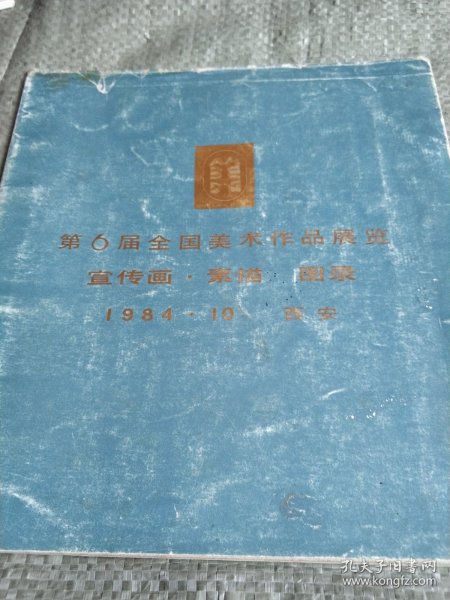 第6届全国美术作品展览
宣传画·素描 图录
1984·10 西安
孔夫子旧书网
www.kongfz.com